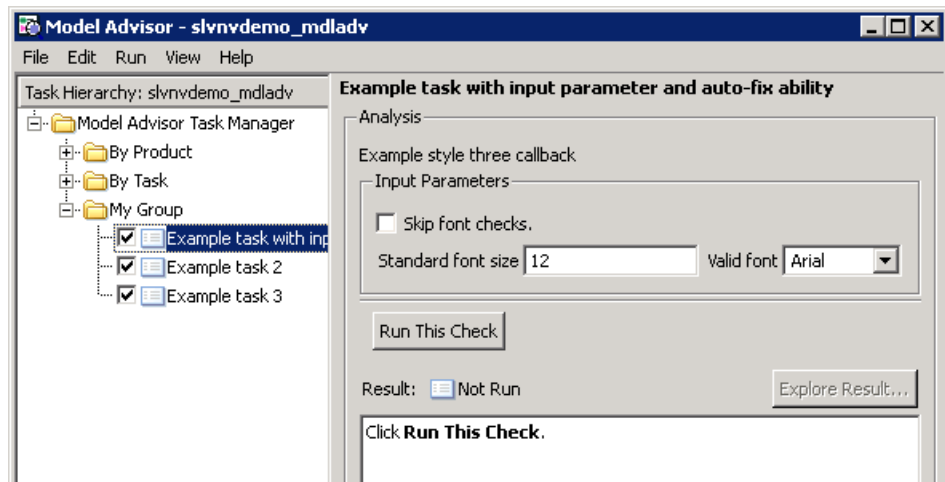 Model Advisor - slvnvdemo_mdladv
File Edit Run View Help
Task Hierarchy: slvnvdemo_mdladv
Model Advisor Task Manager
By Product
By Task
My Group
Example task with inp
Example task 2
Example task 3
Example task with input parameter and auto-fix ability
Analysis
Example style three callback
Input Parameters
Skip font checks.
Standard font size 12 Valid font Arial
Run This Check
Result: Not Run Explore Result...
Click Run This Check.